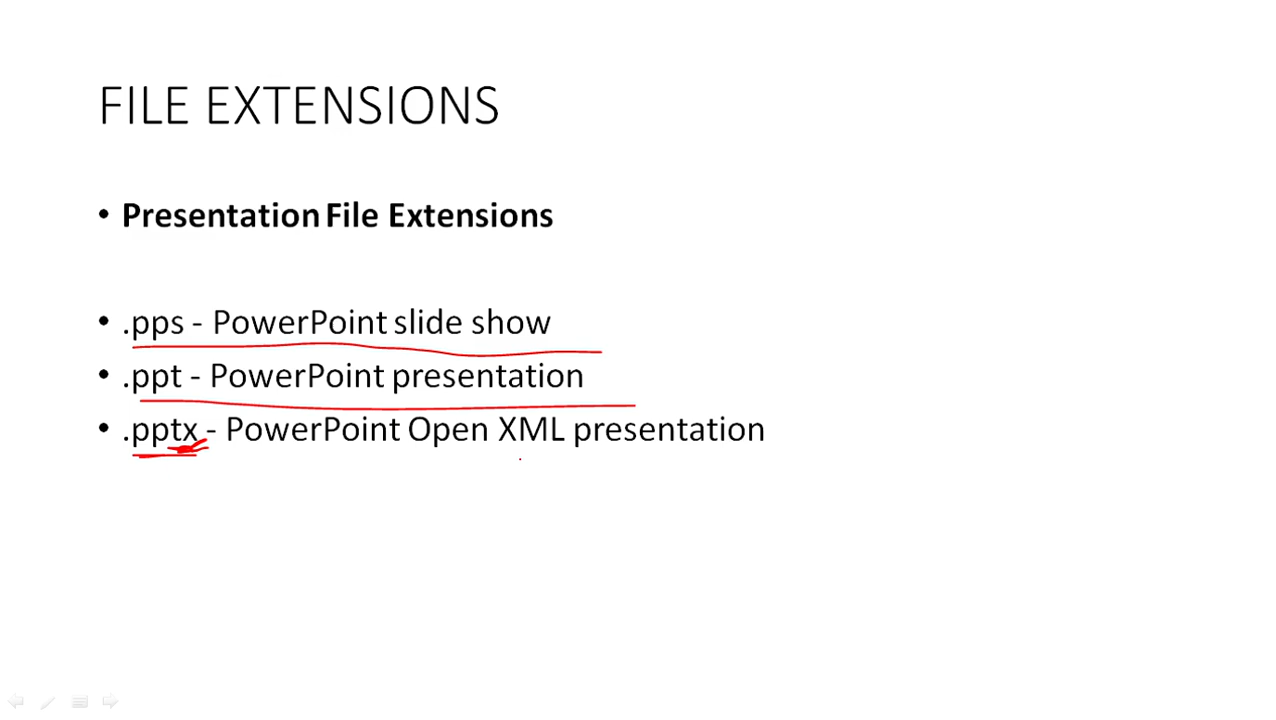 FILE EXTENSIONS
• Presentation File Extensions
• .pps - PowerPoint slide show
• .ppt - PowerPoint presentation
• .pptx - PowerPoint Open XML presentation